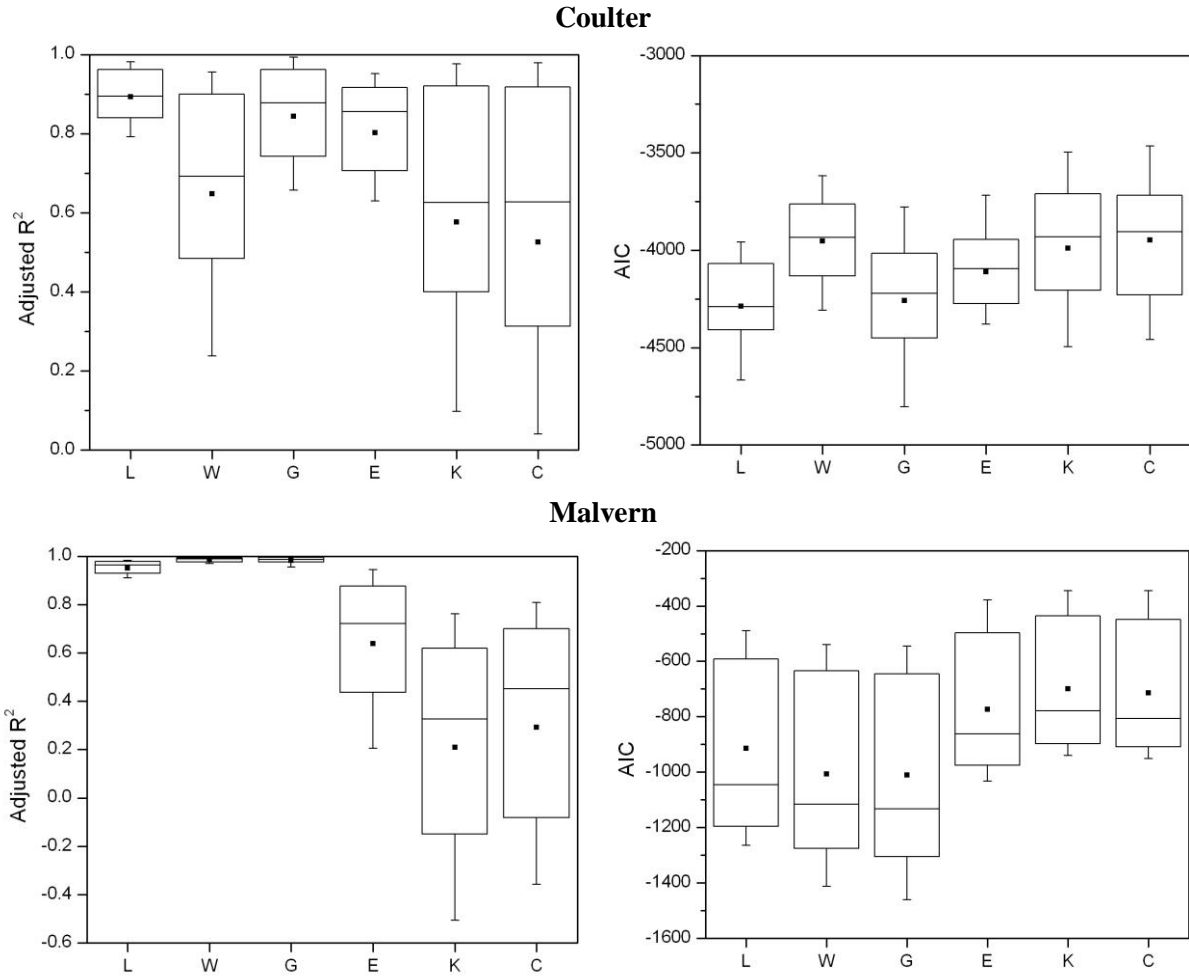 Coulter
Adjusted R²
1.0
0.8
0.6
0.4
0.2
0.0
L W G E K C
AIC
-3000
-3500
-4000
-4500
-5000
L W G E K C
Malvern
Adjusted R²
1.0
0.8
0.6
0.4
0.2
0.0
-0.2
-0.4
-0.6
L W G E K C
AIC
-200
-400
-600
-800
-1000
-1200
-1400
-1600
L W G E K C